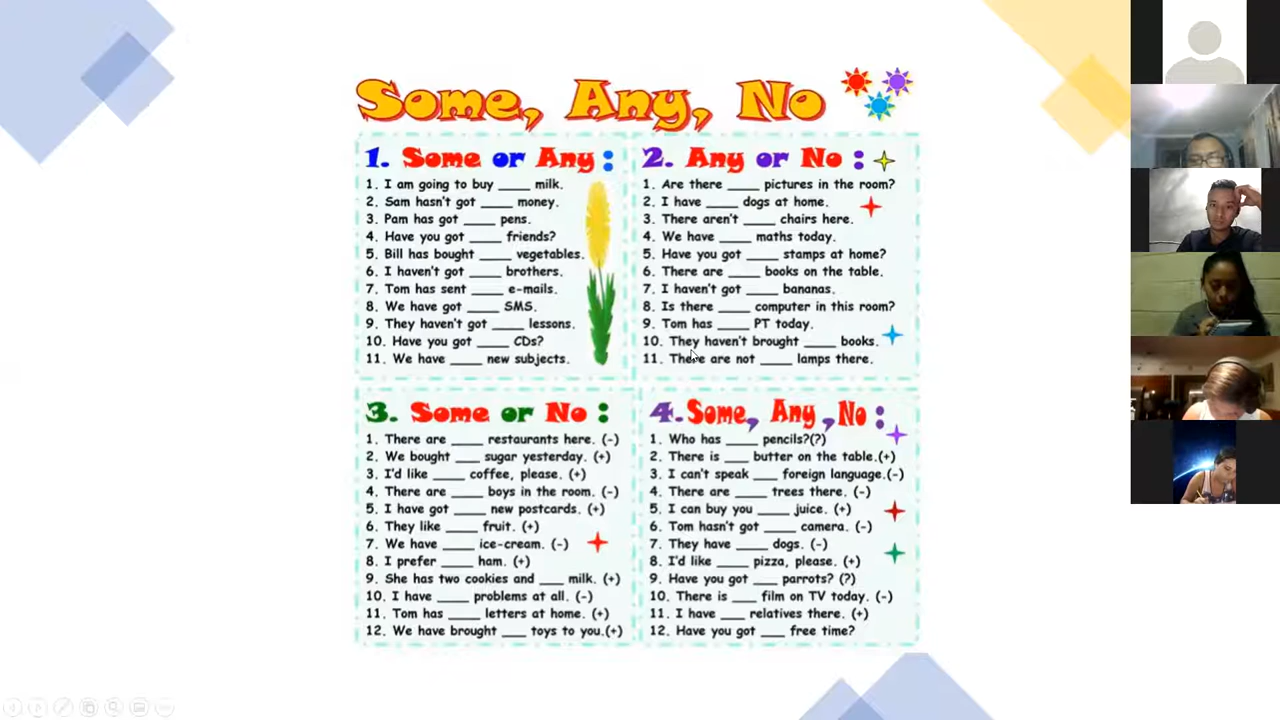 Some, Any, No
1. Some or Any :
1. I am going to buy ____ milk.
2. Sam hasn't got ____ money.
3. Pam has got ____ pens.
4. Have you got ____ friends?
5. Bill has bought ____ vegetables.
6. I haven't got ____ brothers.
7. Tom has sent ____ e-mails.
8. We have got ____ SMS.
9. They haven't got ____ lessons.
10. Have you got ____ CDs?
11. We have ____ new subjects.
2. Any or No :
1. Are there ____ pictures in the room?
2. I have ____ dogs at home.
3. There aren't ____ chairs here.
4. We have ____ maths today.
5. Have you got ____ stamps at home?
6. There are ____ books on the table.
7. I haven't got ____ bananas.
8. Is there ____ computer in this room?
9. Tom has ____ PT today.
10. They haven't brought ____ books.
11. There are not ____ lamps there.
3. Some or No :
1. There are ____ restaurants here. (-)
2. We bought ___ sugar yesterday. (+)
3. I'd like ____ coffee, please. (+)
4. There are ____ boys in the room. (-)
5. I have got ____ new postcards. (+)
6. They like ____ fruit. (+)
7. We have ____ ice-cream. (-)
8. I prefer ____ ham. (+)
9. She has two cookies and ___ milk. (+)
10. I have ____ problems at all. (-)
11. Tom has ____ letters at home. (+)
12. We have brought ___ toys to you.(+)
4. Some, Any ,No :
1. Who has ____ pencils?(?)
2. There is ___ butter on the table.(+)
3. I can't speak ___ foreign language.(-)
4. There are ____ trees there. (-)
5. I can buy you ____ juice. (+)
6. Tom hasn't got ____ camera. (-)
7. They have ____ dogs. (-)
8. I'd like ____ pizza, please. (+)
9. Have you got ___ parrots? (?)
10. There is ___ film on TV today. (-)
11. I have ___ relatives there. (+)
12. Have you got ___ free time?